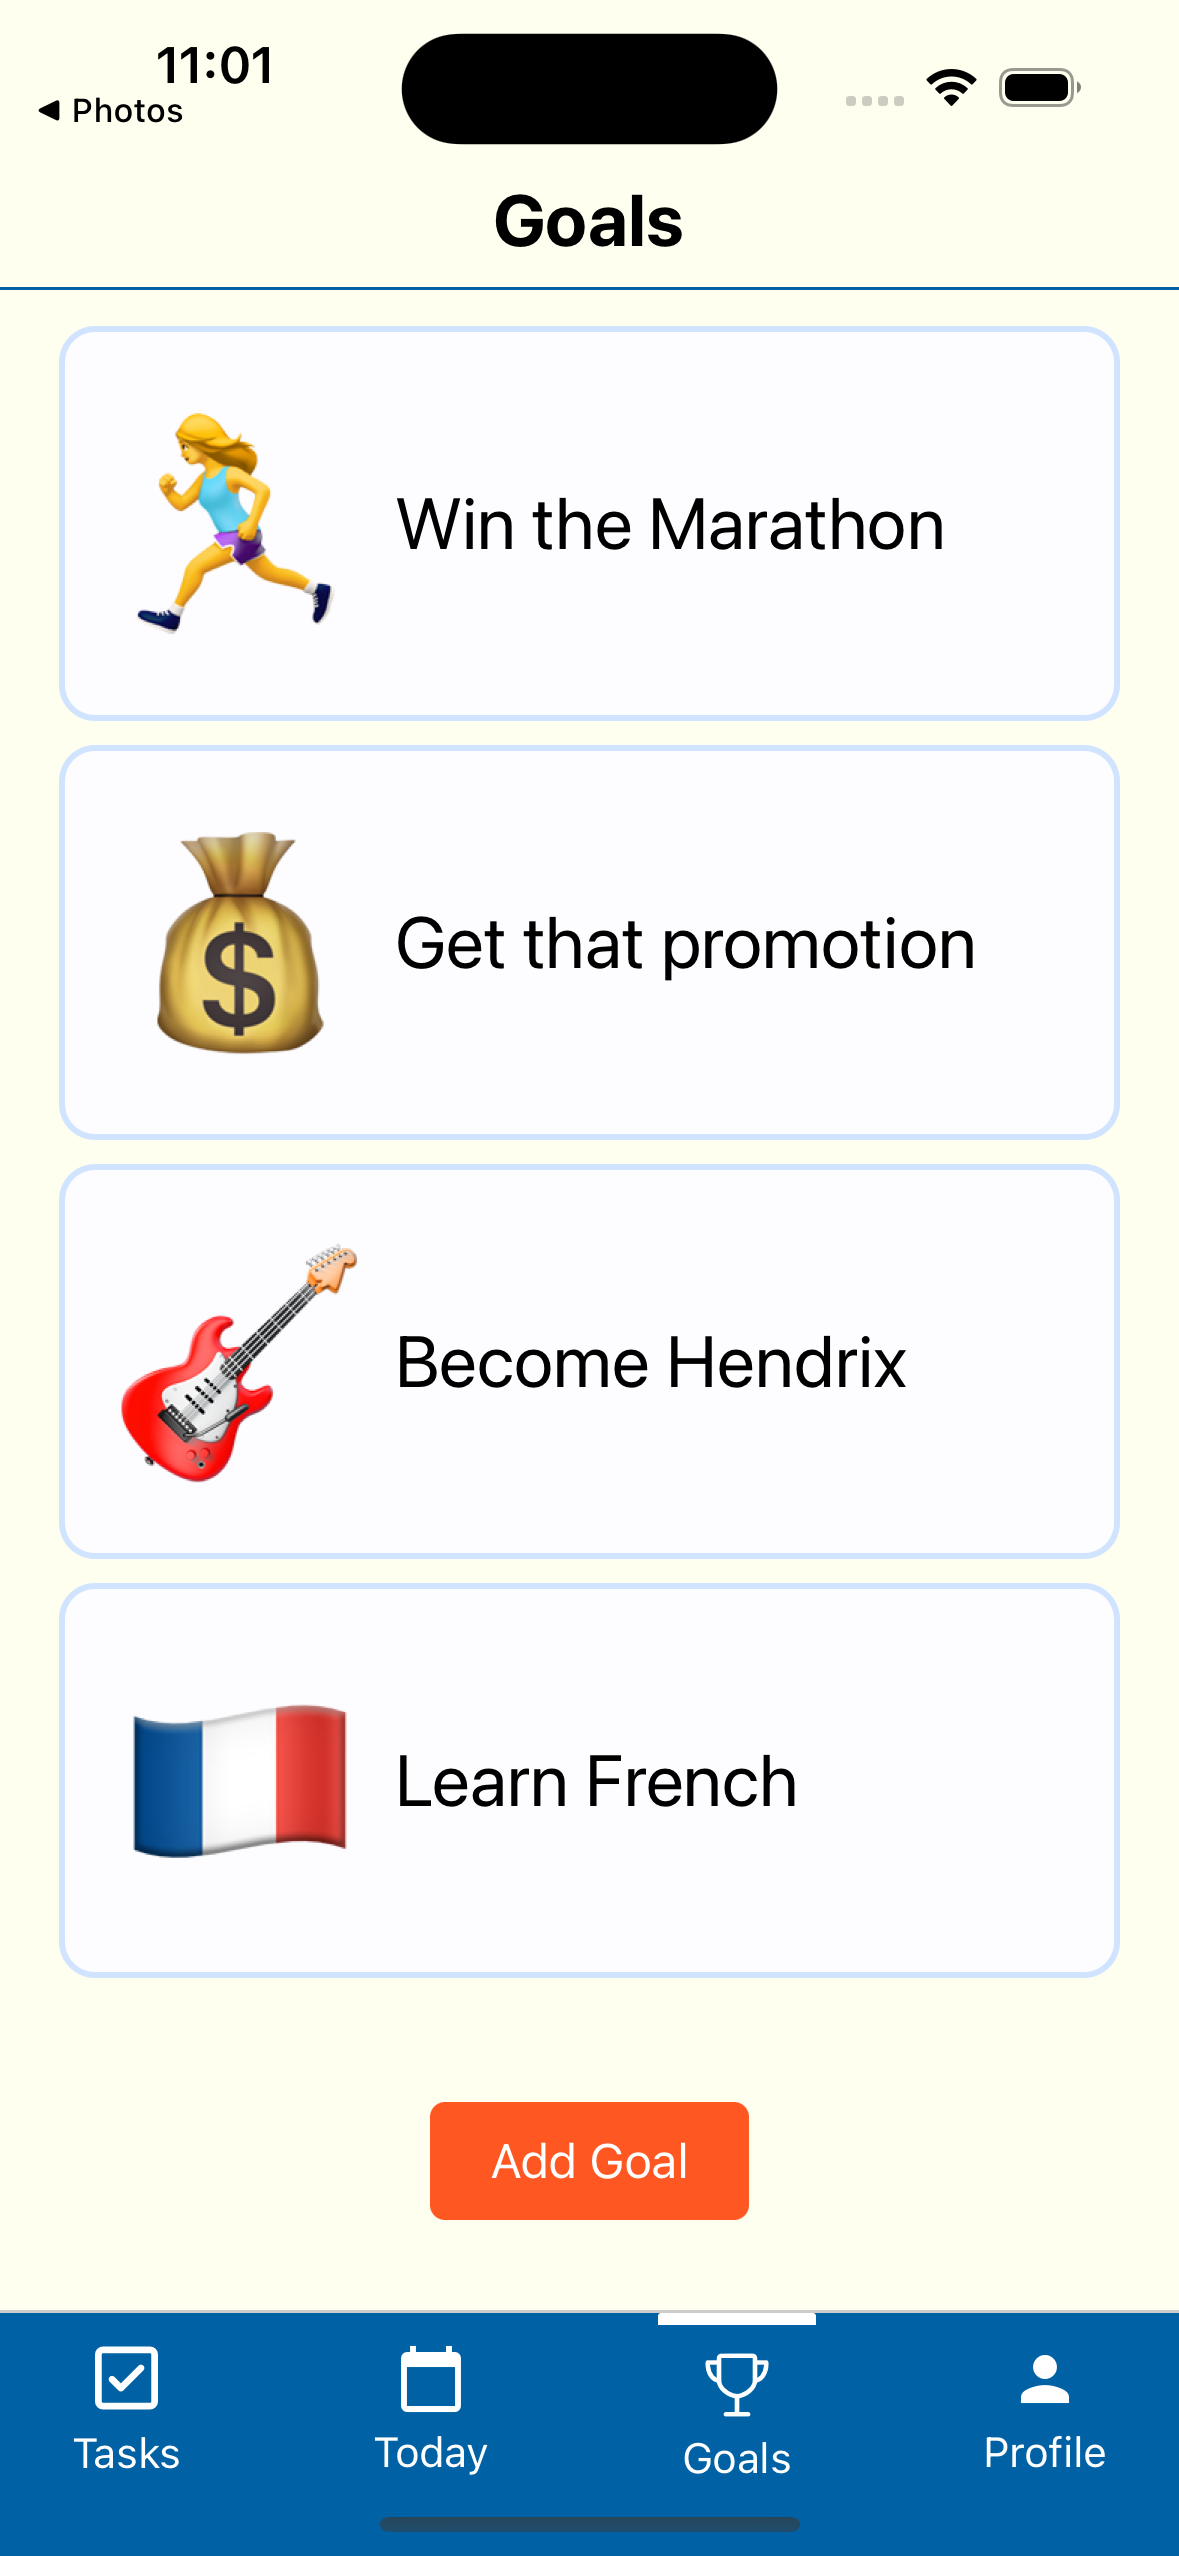 11:01
◀ Photos
Goals
Win the Marathon
$
Get that promotion
Become Hendrix
Learn French
Add Goal
Tasks
Today
Goals
Profile